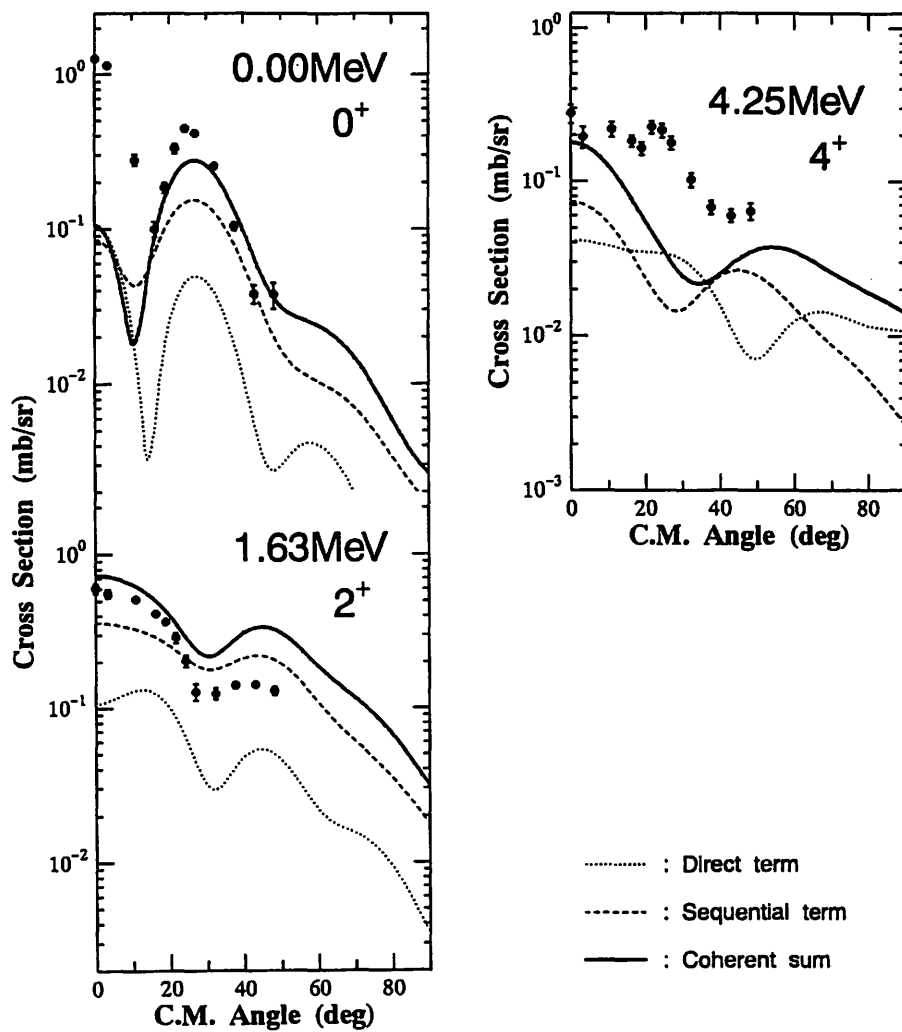 0.00MeV
0⁺
10⁰
10⁻¹
10⁻²
Cross Section (mb/sr)
1.63MeV
2⁺
10⁰
10⁻¹
10⁻²
0 20 40 60 80
C.M. Angle (deg)
4.25MeV
4⁺
10⁰
10⁻¹
10⁻²
10⁻³
Cross Section (mb/sr)
0 20 40 60 80
C.M. Angle (deg)
: Direct term
: Sequential term
: Coherent sum